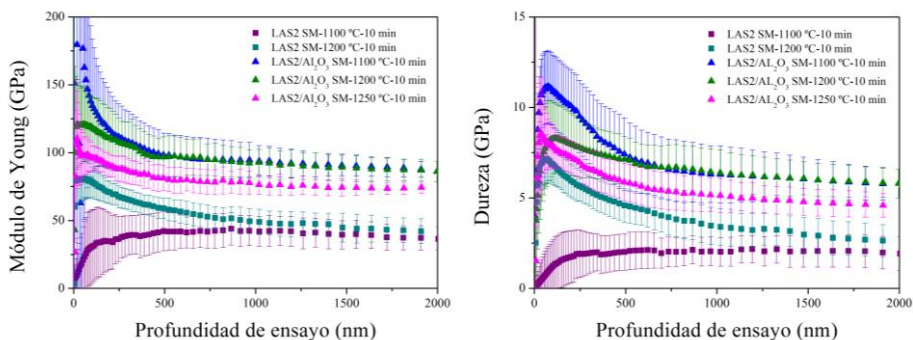 200
150
100
50
0
0
500
1000
1500
2000
Módulo de Young (GPa)
Profundidad de ensayo (nm)
LAS2 SM-1100 ºC-10 min
LAS2 SM-1200 ºC-10 min
LAS2/Al₂O₃ SM-1100 ºC-10 min
LAS2/Al₂O₃ SM-1200 ºC-10 min
LAS2/Al₂O₃ SM-1250 ºC-10 min
15
10
5
0
0
500
1000
1500
2000
Dureza (GPa)
Profundidad de ensayo (nm)
LAS2 SM-1100 ºC-10 min
LAS2 SM-1200 ºC-10 min
LAS2/Al₂O₃ SM-1100 ºC-10 min
LAS2/Al₂O₃ SM-1200 ºC-10 min
LAS2/Al₂O₃ SM-1250 ºC-10 min